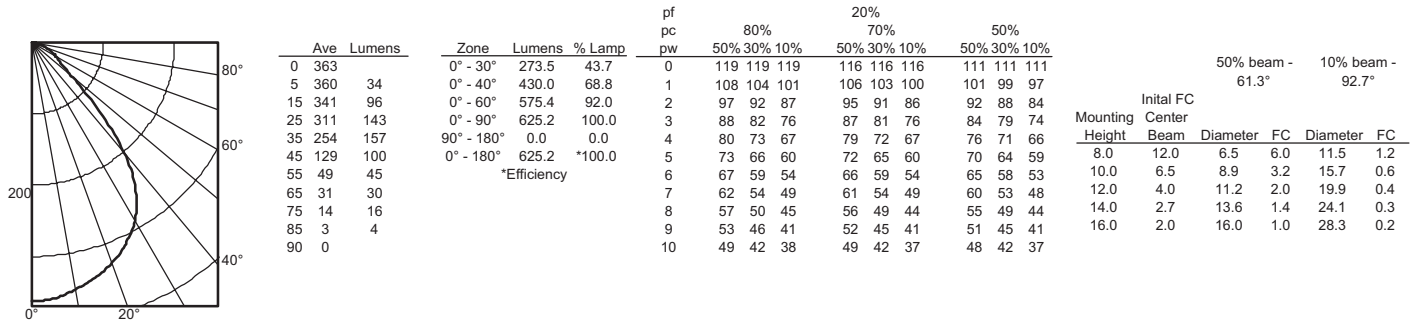 80°
60°
200
40°
0° 20°
Ave Lumens
0 363
5 360 34
15 341 96
25 311 143
35 254 157
45 129 100
55 49 45
65 31 30
75 14 16
85 3 4
90 0
Zone Lumens % Lamp
0° - 30° 273.5 43.7
0° - 40° 430.0 68.8
0° - 60° 575.4 92.0
0° - 90° 625.2 100.0
90° - 180° 0.0 0.0
0° - 180° 625.2 *100.0
*Efficiency
pf 20%
pc 80% 70% 50%
pw 50% 30% 10% 50% 30% 10% 50% 30% 10%
0 119 119 119 116 116 116 111 111 111
1 108 104 101 106 103 100 101 99 97
2 97 92 87 95 91 86 92 88 84
3 88 82 76 87 81 76 84 79 74
4 80 73 67 79 72 67 76 71 66
5 73 66 60 72 65 60 70 64 59
6 67 59 54 66 59 54 65 58 53
7 62 54 49 61 54 49 60 53 48
8 57 50 45 56 49 44 55 49 44
9 53 46 41 52 45 41 51 45 41
10 49 42 38 49 42 37 48 42 37
50% beam - 10% beam -
61.3° 92.7°
Inital FC
Mounting Center
Height Beam Diameter FC Diameter FC
8.0 12.0 6.5 6.0 11.5 1.2
10.0 6.5 8.9 3.2 15.7 0.6
12.0 4.0 11.2 2.0 19.9 0.4
14.0 2.7 13.6 1.4 24.1 0.3
16.0 2.0 16.0 1.0 28.3 0.2